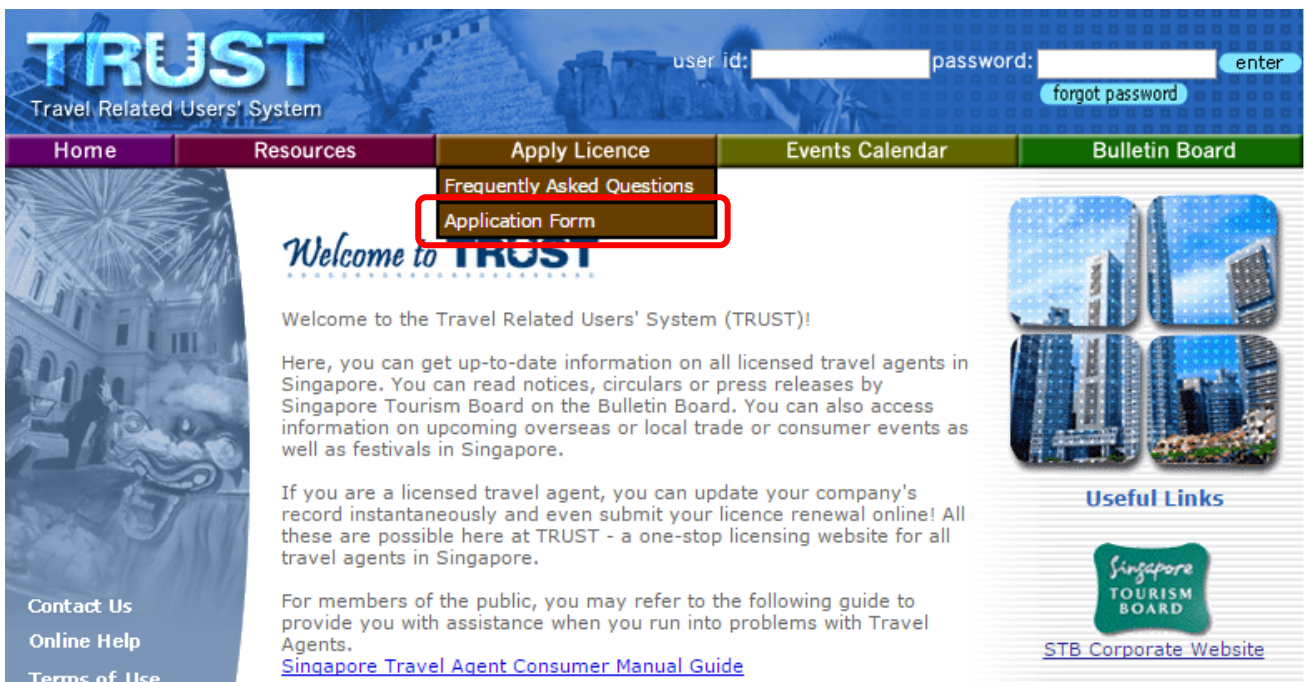 TRUST
Travel Related Users' System
user id:
password:
enter
forgot password
Home
Resources
Apply Licence
Events Calendar
Bulletin Board
Frequently Asked Questions
Application Form
Welcome to TRUST
Welcome to the Travel Related Users' System (TRUST)!
Here, you can get up-to-date information on all licensed travel agents in
Singapore. You can read notices, circulars or press releases by
Singapore Tourism Board on the Bulletin Board. You can also access
information on upcoming overseas or local trade or consumer events as
well as festivals in Singapore.
If you are a licensed travel agent, you can update your company's
record instantaneously and even submit your licence renewal online! All
these are possible here at TRUST - a one-stop licensing website for all
travel agents in Singapore.
For members of the public, you may refer to the following guide to
provide you with assistance when you run into problems with Travel
Agents.
Singapore Travel Agent Consumer Manual Guide
Contact Us
Online Help
Terms of Use
Useful Links
Singapore
TOURISM
BOARD
STB Corporate Website